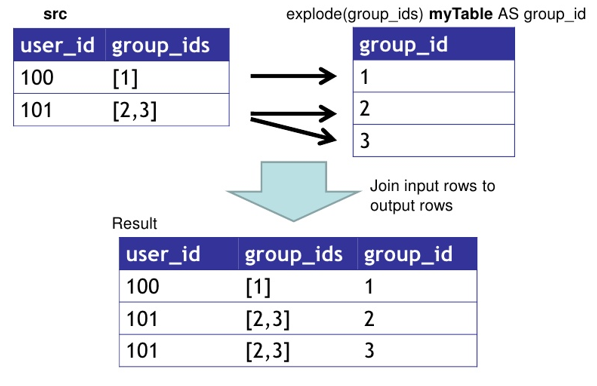 src
user_id group_ids
100 [1]
101 [2,3]
explode(group_ids) myTable AS group_id
group_id
1
2
3
Join input rows to
output rows
Result
user_id group_ids group_id
100 [1] 1
101 [2,3] 2
101 [2,3] 3